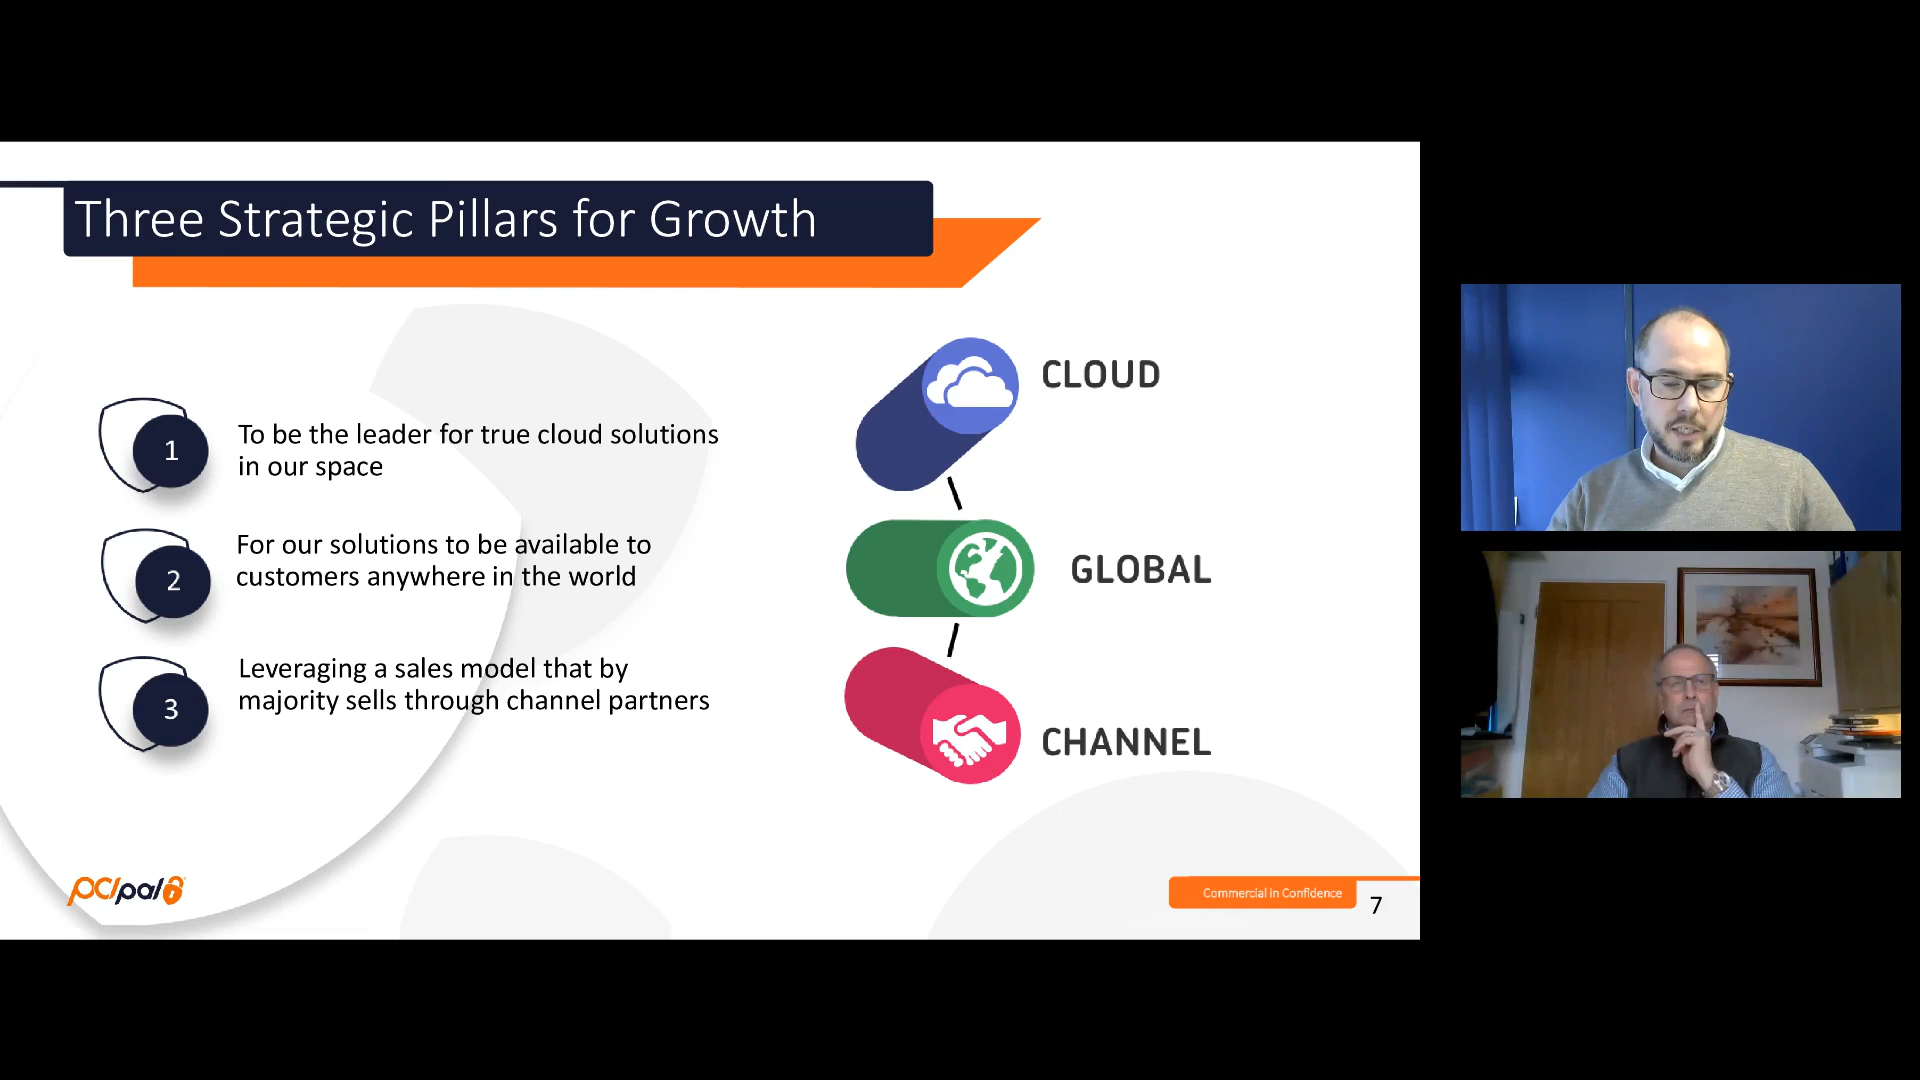 Three Strategic Pillars for Growth
1
To be the leader for true cloud solutions
in our space
2
For our solutions to be available to
customers anywhere in the world
3
Leveraging a sales model that by
majority sells through channel partners
CLOUD
GLOBAL
CHANNEL
pcipal
Commercial in Confidence
7